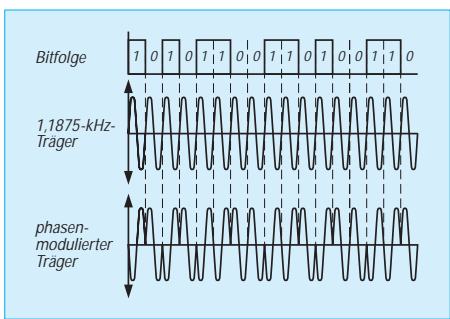 Bitfolge 1 0 1 0 1 1 0 0 1 1 0 1 0 0 1 1 0
1,1875-kHz-
Träger
phasen-
modulierter
Träger